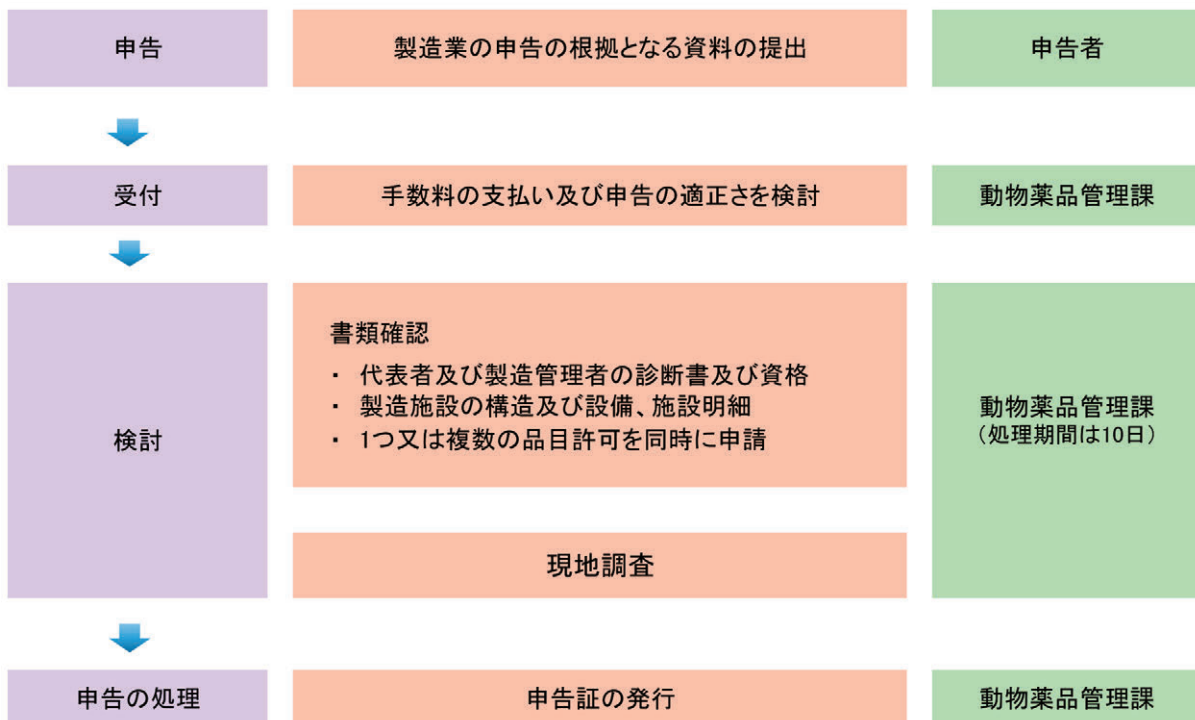 申告
製造業の申告の根拠となる資料の提出
申告者
受付
手数料の支払い及び申告の適正さを検討
動物薬品管理課
検討
書類確認
・ 代表者及び製造管理者の診断書及び資格
・ 製造施設の構造及び設備、施設明細
・ 1つ又は複数の品目許可を同時に申請
現地調査
動物薬品管理課
（処理期間は10日）
申告の処理
申告証の発行
動物薬品管理課